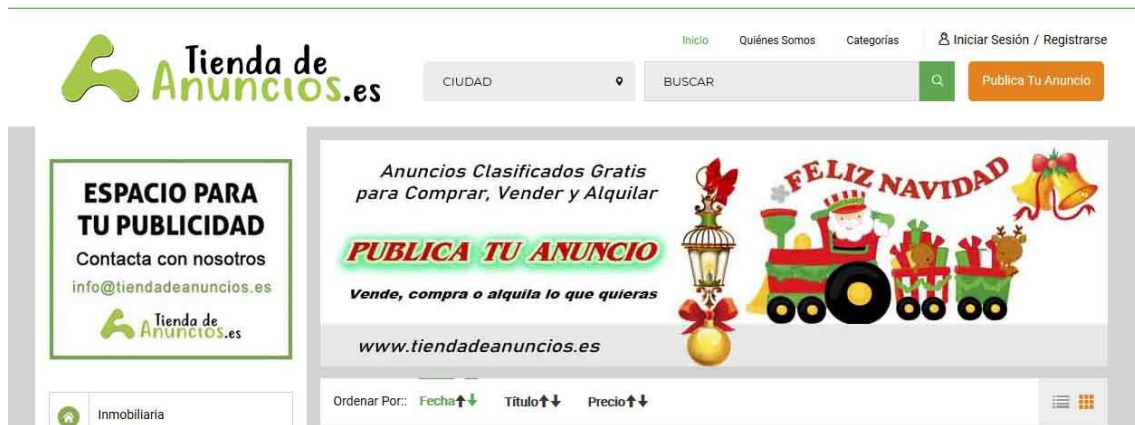 Tienda de
Anuncios.es
Inicio
Quiénes Somos
Categorías
Iniciar Sesión / Registrarse
CIUDAD
BUSCAR
Publica Tu Anuncio
ESPACIO PARA
TU PUBLICIDAD
Contacta con nosotros
info@tiendadeanuncios.es
Tienda de
Anuncios.es
Anuncios Clasificados Gratis
para Comprar, Vender y Alquilar
PUBLICA TU ANUNCIO
Vende, compra o alquila lo que quieras
www.tiendadeanuncios.es
FELIZ NAVIDAD
Inmobiliaria
Ordenar Por:: Fecha Título Precio